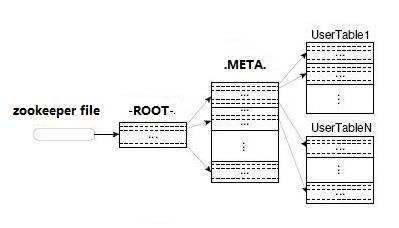 UserTable1
...
...
⋮
.META.
...
...
⋮
...
zookeeper file
-ROOT-
...
UserTableN
...
⋮
...